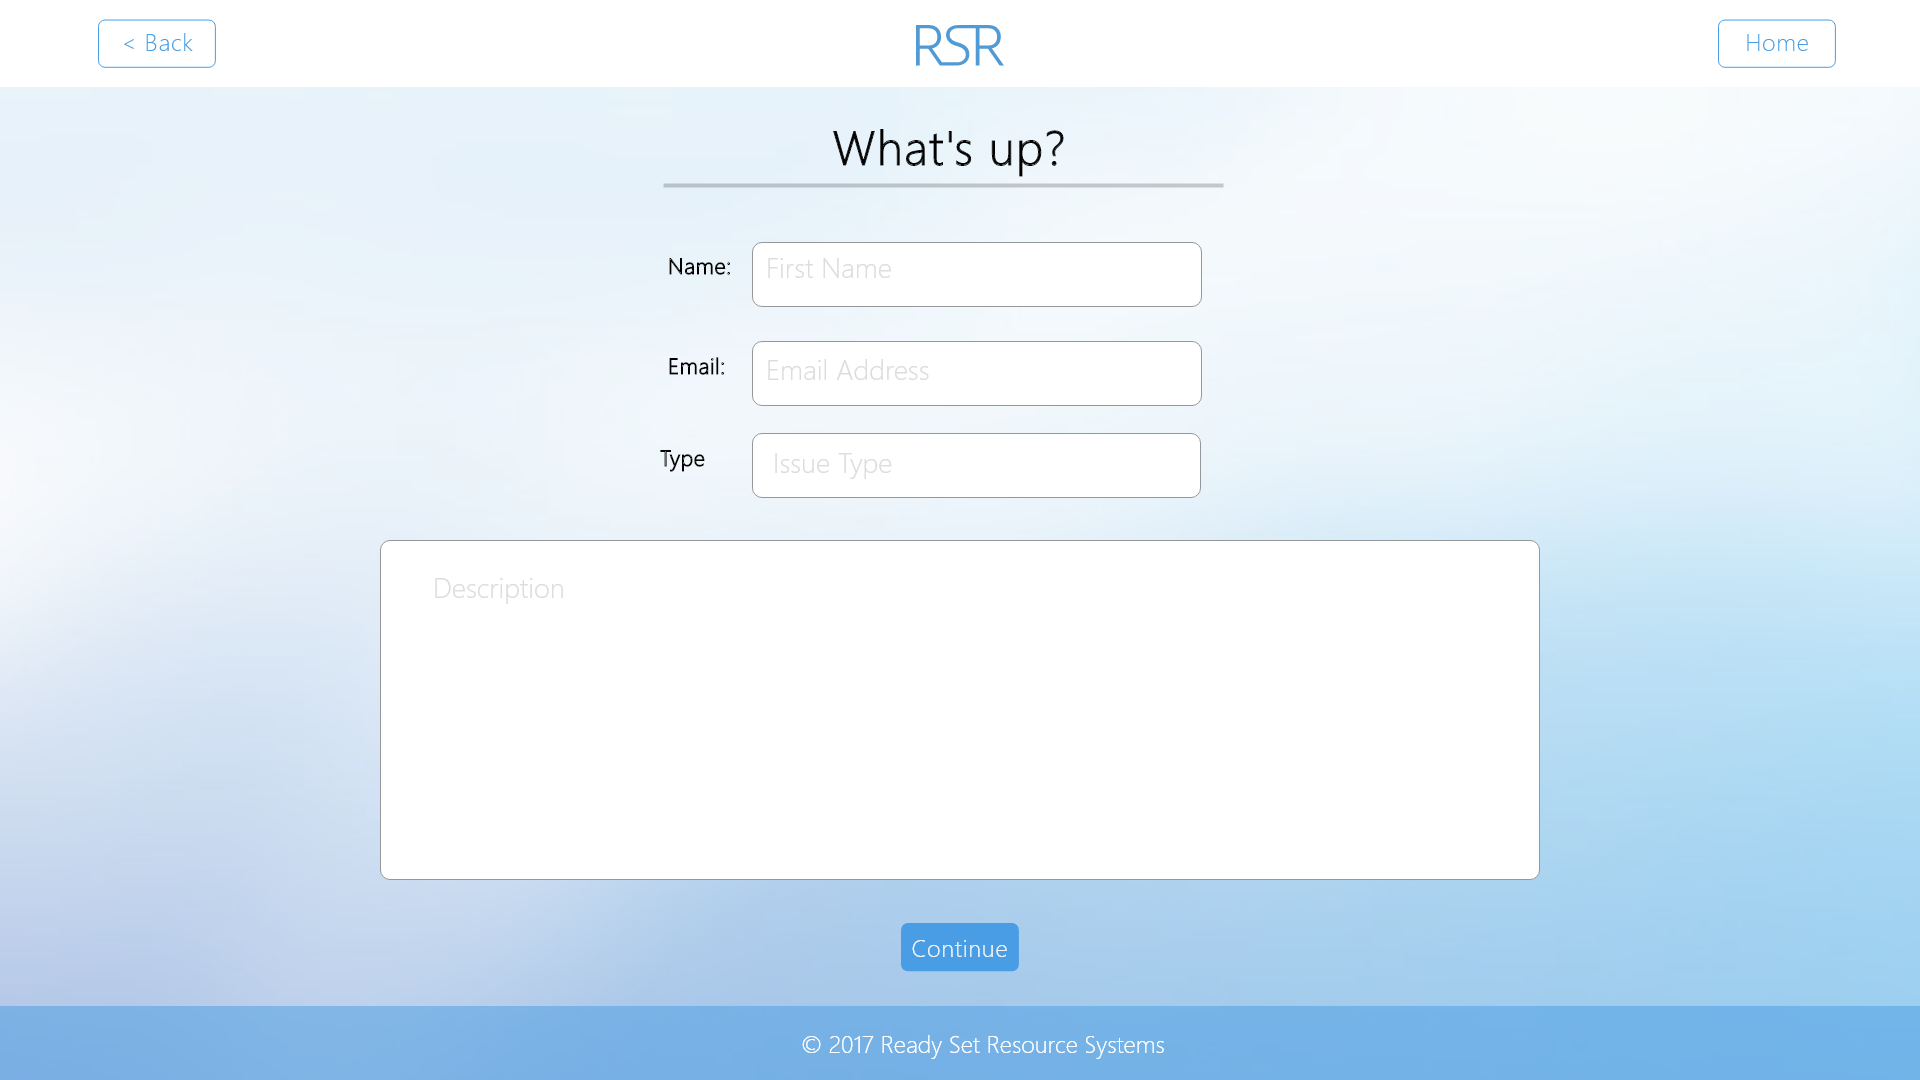 < Back
RSR
Home
What's up?
Name:
First Name
Email:
Email Address
Type
Issue Type
Description
Continue
© 2017 Ready Set Resource Systems